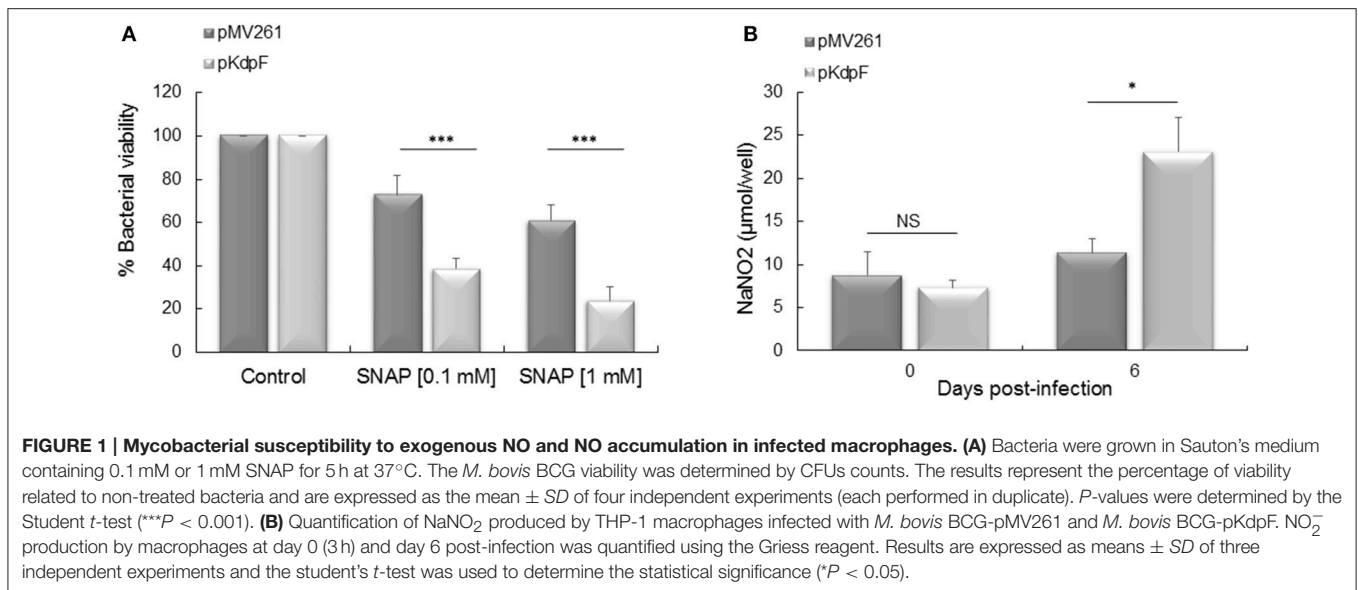 A
pMV261
pKdpF
% Bacterial viability
120
100
80
60
40
20
0
***
***
Control
SNAP [0.1 mM]
SNAP [1 mM]
B
pMV261
pKdpF
NaNO2 (µmol/well)
30
25
20
15
10
5
0
NS
*
0
6
Days post-infection
FIGURE 1 | Mycobacterial susceptibility to exogenous NO and NO accumulation in infected macrophages. (A) Bacteria were grown in Sauton's medium
containing 0.1 mM or 1 mM SNAP for 5 h at 37°C. The M. bovis BCG viability was determined by CFUs counts. The results represent the percentage of viability
related to non-treated bacteria and are expressed as the mean ± SD of four independent experiments (each performed in duplicate). P-values were determined by the
Student t-test (***P < 0.001). (B) Quantification of NaNO₂ produced by THP-1 macrophages infected with M. bovis BCG-pMV261 and M. bovis BCG-pKdpF. NO₂⁻
production by macrophages at day 0 (3 h) and day 6 post-infection was quantified using the Griess reagent. Results are expressed as means ± SD of three
independent experiments and the student's t-test was used to determine the statistical significance (*P < 0.05).